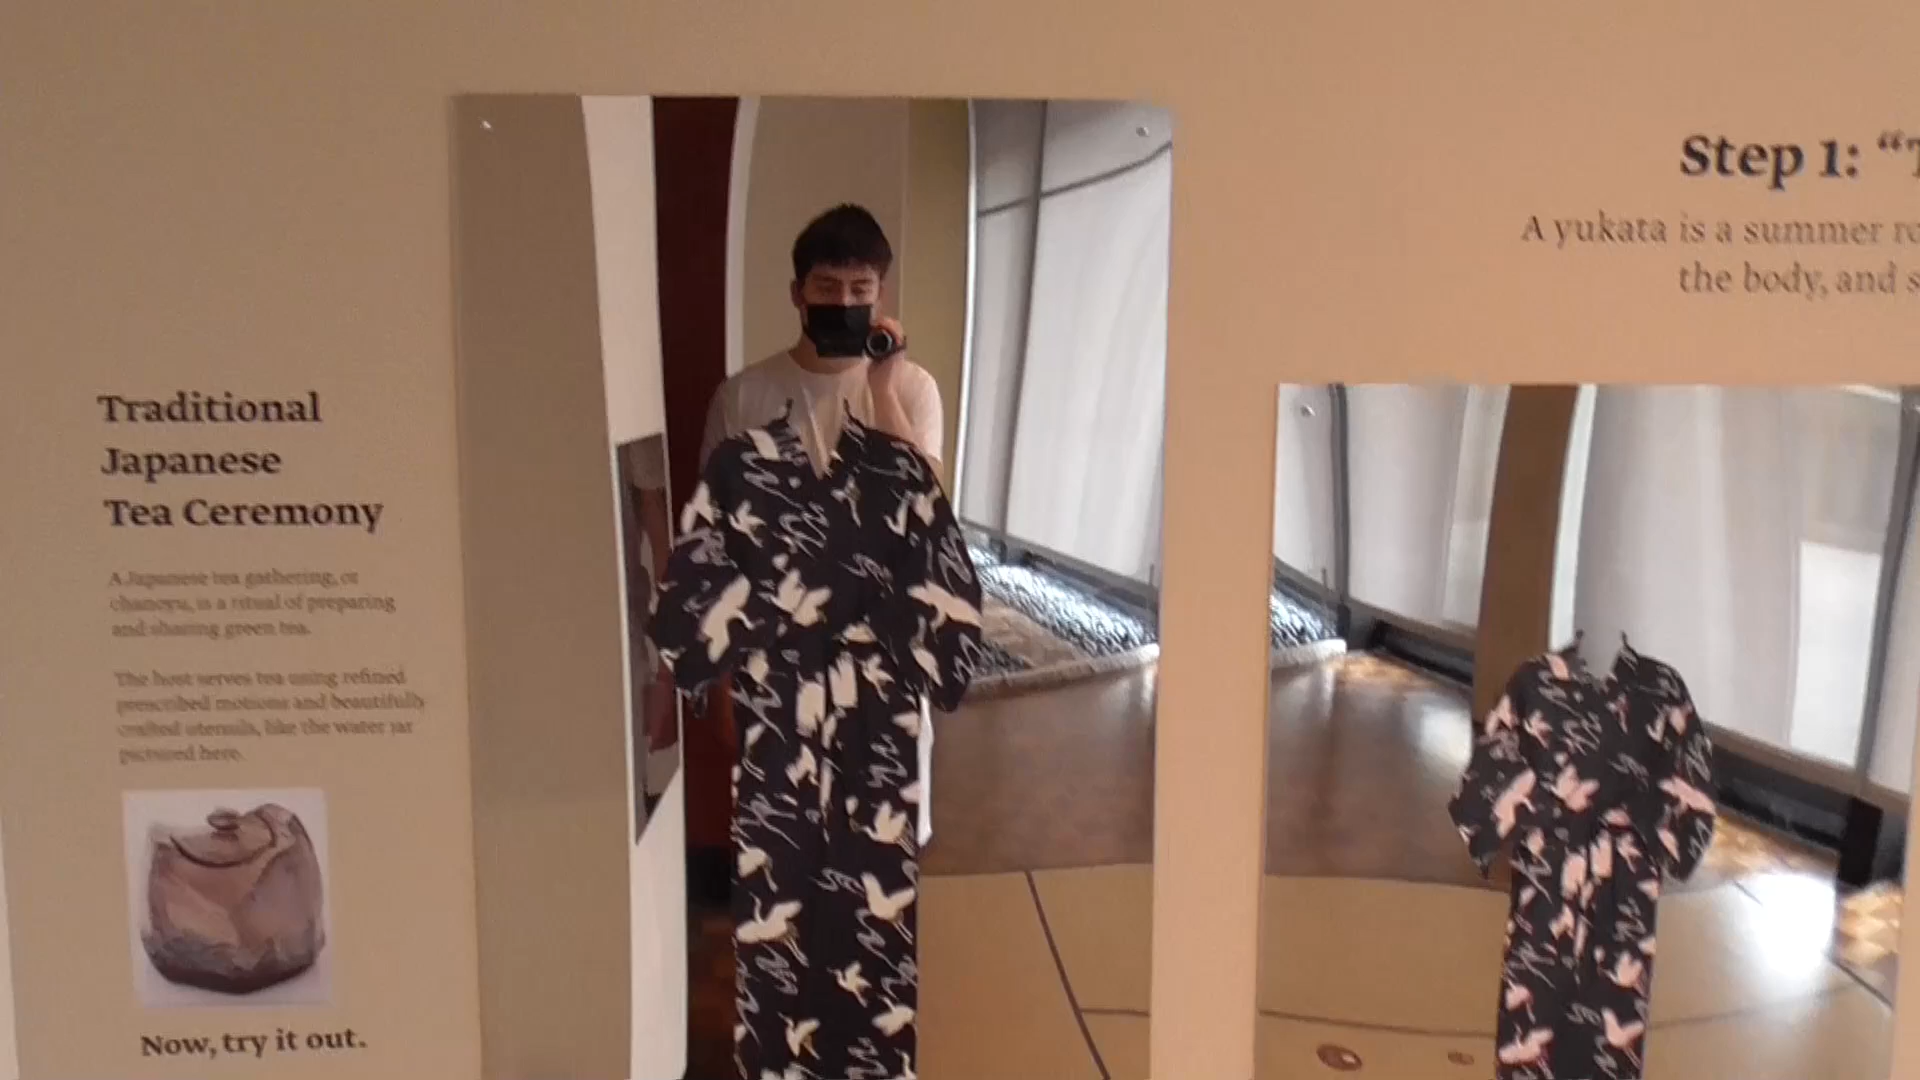 Traditional
Japanese
Tea Ceremony
A Japanese tea gathering, or
chanoyu, is a ritual of preparing
and sharing green tea.
The host serves tea using refined
prescribed motions and beautifully
crafted utensils, like the water jar
pictured here.
Now, try it out.
Step 1: “
A yukata is a summer
the body, and